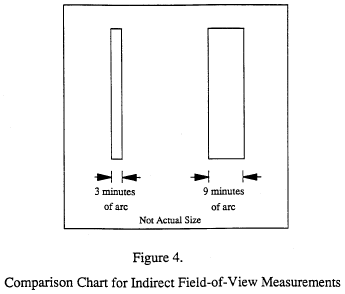 3 minutes 9 minutes
of arc of arc
Not Actual Size
Figure 4.
Comparison Chart for Indirect Field-of-View Measurements